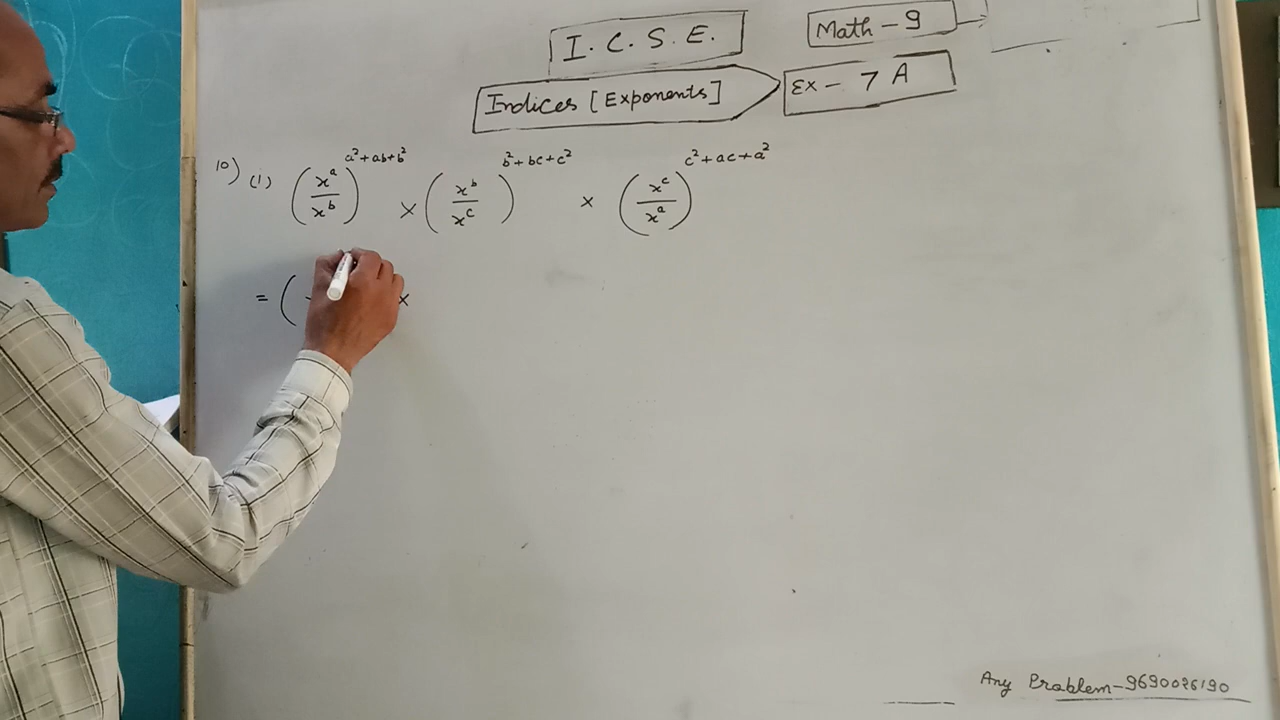 I. C. S. E.
Math - 9
Indices [Exponents]
Ex - 7 A
10) (1) (x^a/x^b)^(a²+ab+b²) × (x^b/x^c)^(b²+bc+c²) × (x^c/x^a)^(c²+ac+a²)
= ( ×
Any Problem-9690026190